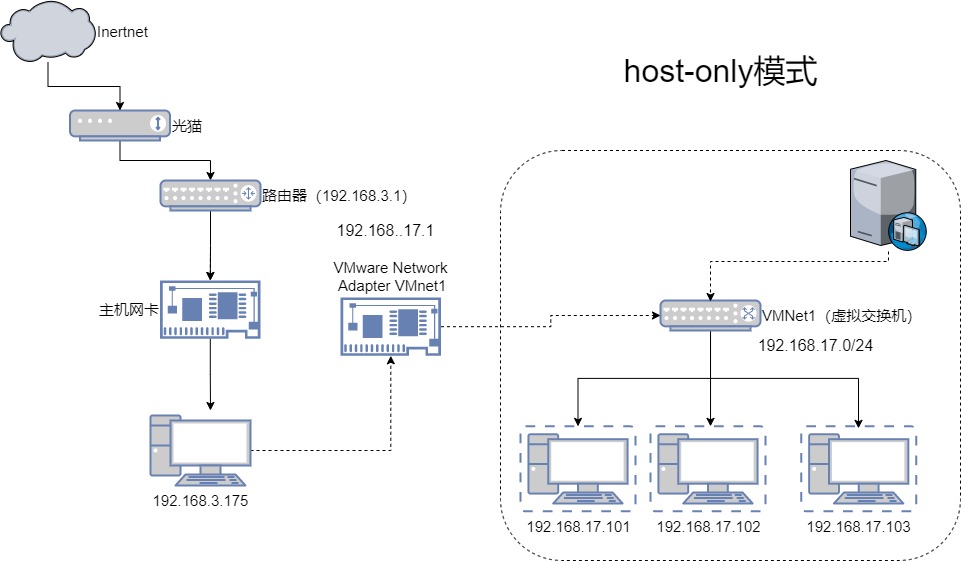 Inertnet
host-only模式
光猫
路由器（192.168.3.1）
192.168..17.1
VMware Network
Adapter VMnet1
主机网卡
VMNet1（虚拟交换机）
192.168.17.0/24
192.168.3.175
192.168.17.101
192.168.17.102
192.168.17.103